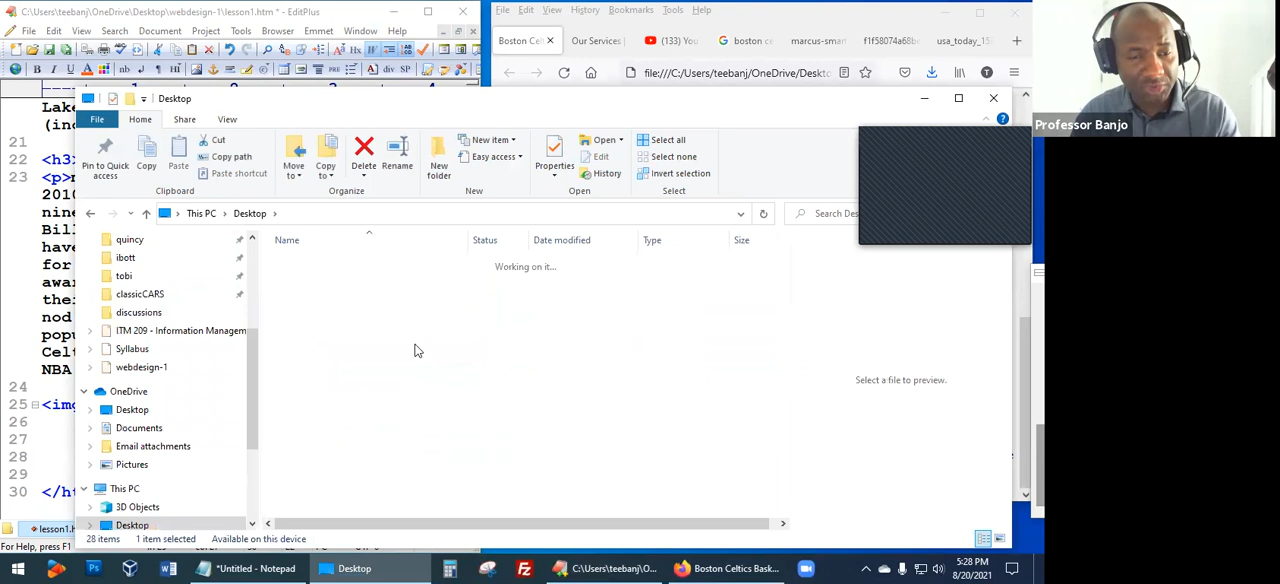 C:\Users\teebanj\OneDrive\Desktop\webdesign-1\lesson1.htm * - EditPlus
File Edit View Search Document Project Tools Browser Emmet Window Help
File Edit View History Bookmarks Tools Help
Boston Celt
Our Services
(133) You
boston ce
marcus-sma
f1f58074a68be
usa_today_15
file:///C:/Users/teebanj/OneDrive/Deskto
Professor Banjo
Desktop
File Home Share View
Pin to Quick access
Copy
Paste
Cut
Copy path
Paste shortcut
Clipboard
Move to
Copy to
Delete
Rename
Organize
New folder
New item
Easy access
New
Properties
Open
Edit
History
Open
Select all
Select none
Invert selection
Select
This PC > Desktop >
Search Des
Name Status Date modified Type Size
Working on it...
Select a file to preview.
quincy
ibott
tobi
classicCARS
discussions
ITM 209 - Information Managem
Syllabus
webdesign-1
OneDrive
Desktop
Documents
Email attachments
Pictures
This PC
3D Objects
Desktop
28 items 1 item selected Available on this device
Lake
(inc
21
22 <h3>
23 <p>
2010
nine
Bill
have
for
awar
thei
nod
popu
Celt
NBA
24
25 <img
26
27
28
29
30 </ht
lesson1.h
For Help, press F1
*Untitled - Notepad
Desktop
C:\Users\teebanj\O...
Boston Celtics Bask...
5:28 PM
8/20/2021